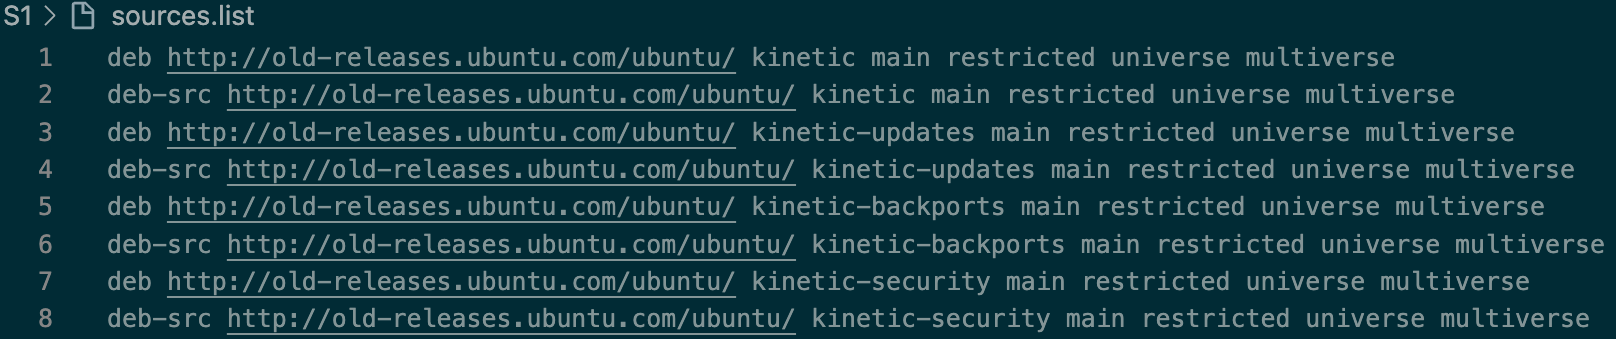 S1 > sources.list
1 deb http://old-releases.ubuntu.com/ubuntu/ kinetic main restricted universe multiverse
2 deb-src http://old-releases.ubuntu.com/ubuntu/ kinetic main restricted universe multiverse
3 deb http://old-releases.ubuntu.com/ubuntu/ kinetic-updates main restricted universe multiverse
4 deb-src http://old-releases.ubuntu.com/ubuntu/ kinetic-updates main restricted universe multiverse
5 deb http://old-releases.ubuntu.com/ubuntu/ kinetic-backports main restricted universe multiverse
6 deb-src http://old-releases.ubuntu.com/ubuntu/ kinetic-backports main restricted universe multiverse
7 deb http://old-releases.ubuntu.com/ubuntu/ kinetic-security main restricted universe multiverse
8 deb-src http://old-releases.ubuntu.com/ubuntu/ kinetic-security main restricted universe multiverse